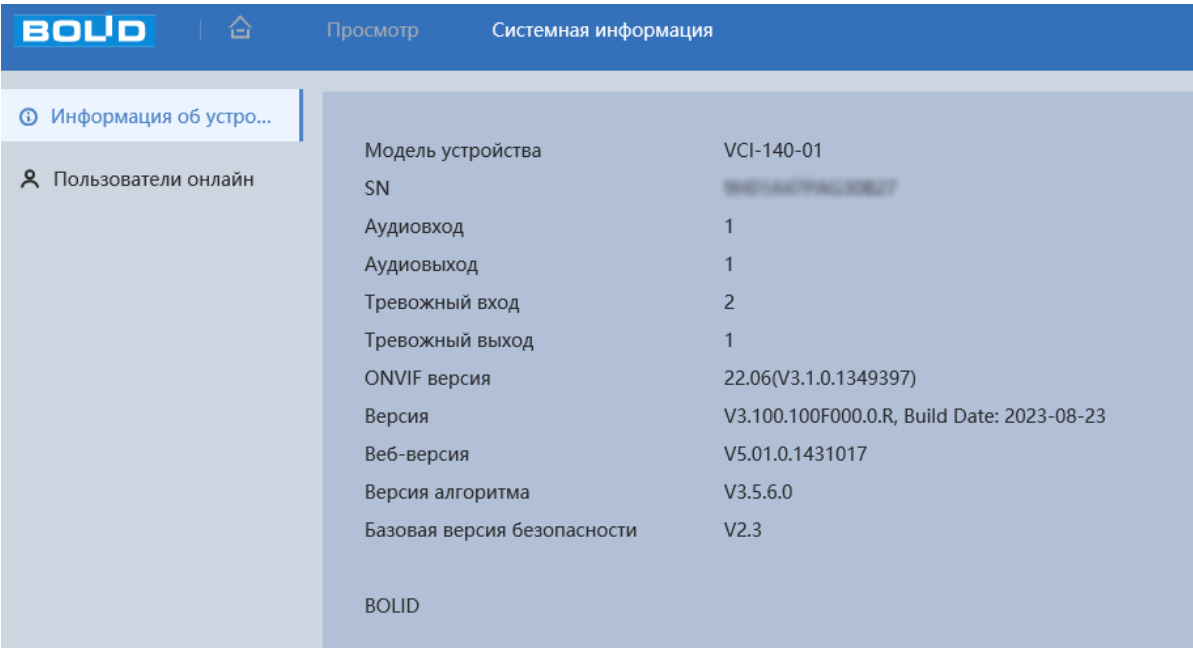 BOLID
Просмотр Системная информация
Информация об устро...
Пользователи онлайн
Модель устройства VCI-140-01
SN
Аудиовход 1
Аудиовыход 1
Тревожный вход 2
Тревожный выход 1
ONVIF версия 22.06(V3.1.0.1349397)
Версия V3.100.100F000.0.R, Build Date: 2023-08-23
Веб-версия V5.01.0.1431017
Версия алгоритма V3.5.6.0
Базовая версия безопасности V2.3
BOLID